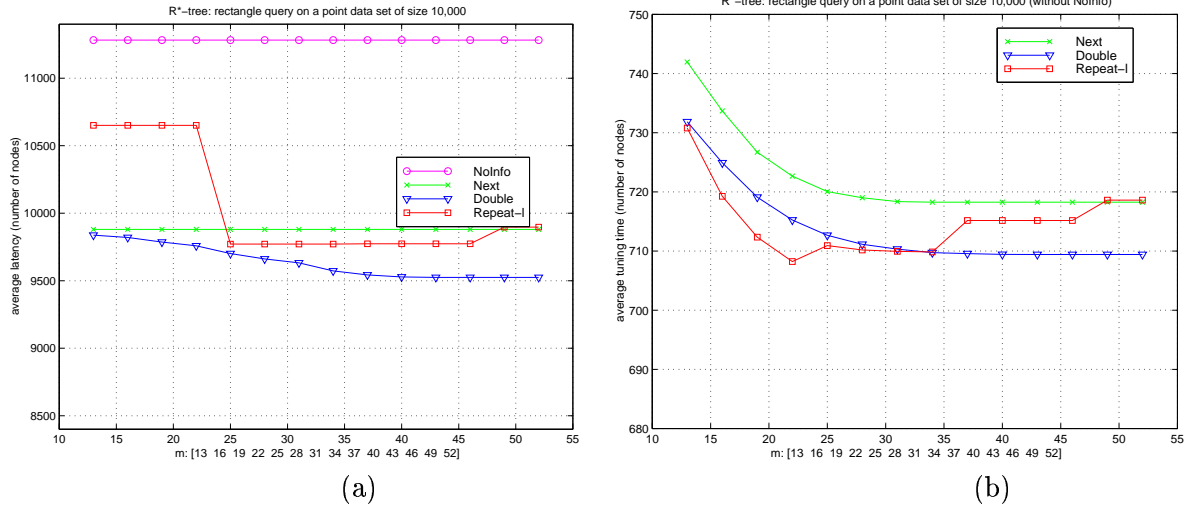 R*-tree: rectangle query on a point data set of size 10,000
average latency (number of nodes)
11000
10500
10000
9500
9000
8500
NoInfo
Next
Double
Repeat-I
10 15 20 25 30 35 40 45 50 55
m: [13 16 19 22 25 28 31 34 37 40 43 46 49 52]
(a)
R*-tree: rectangle query on a point data set of size 10,000 (without NoInfo)
average tuning time (number of nodes)
750
740
730
720
710
700
690
680
Next
Double
Repeat-I
10 15 20 25 30 35 40 45 50 55
m: [13 16 19 22 25 28 31 34 37 40 43 46 49 52]
(b)